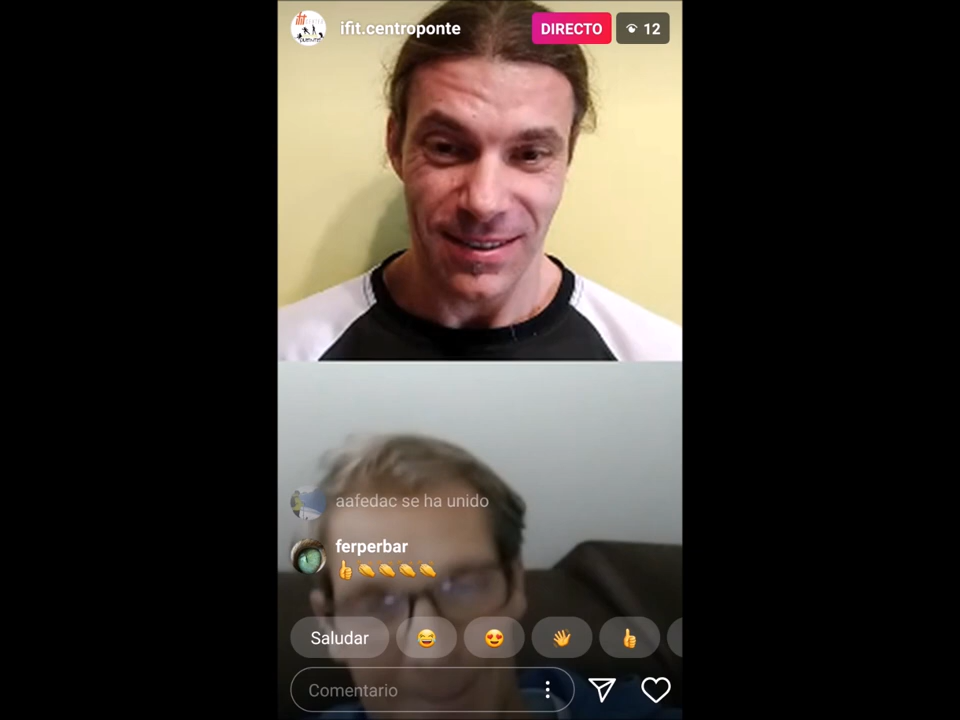 ifit.centroponte
DIRECTO
12
aafedac se ha unido
ferperbar
Saludar
Comentario